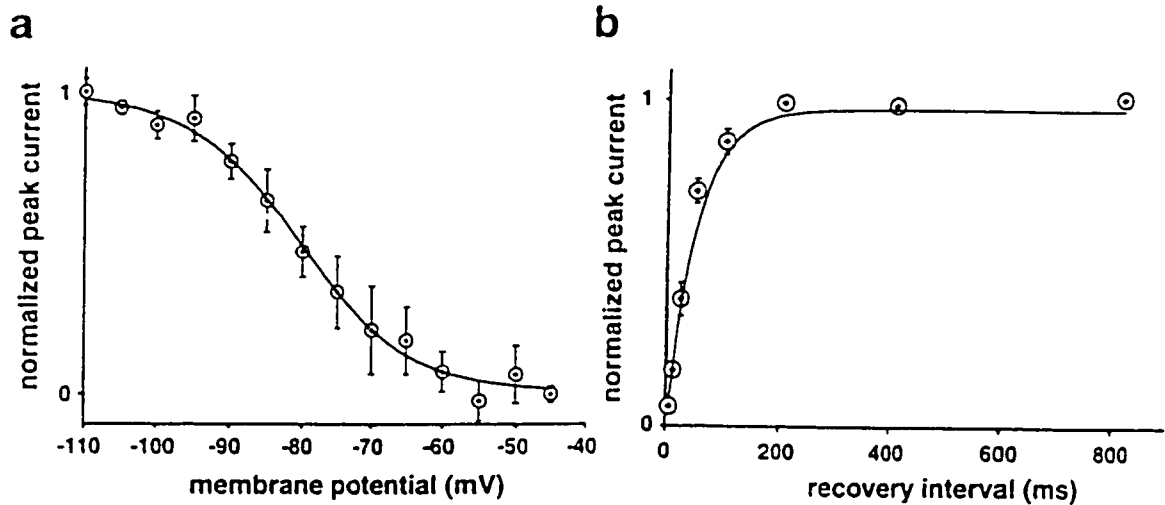 a
normalized peak current
1
0
-110 -100 -90 -80 -70 -60 -50 -40
membrane potential (mV)
b
normalized peak current
1
0
0 200 400 600 800
recovery interval (ms)